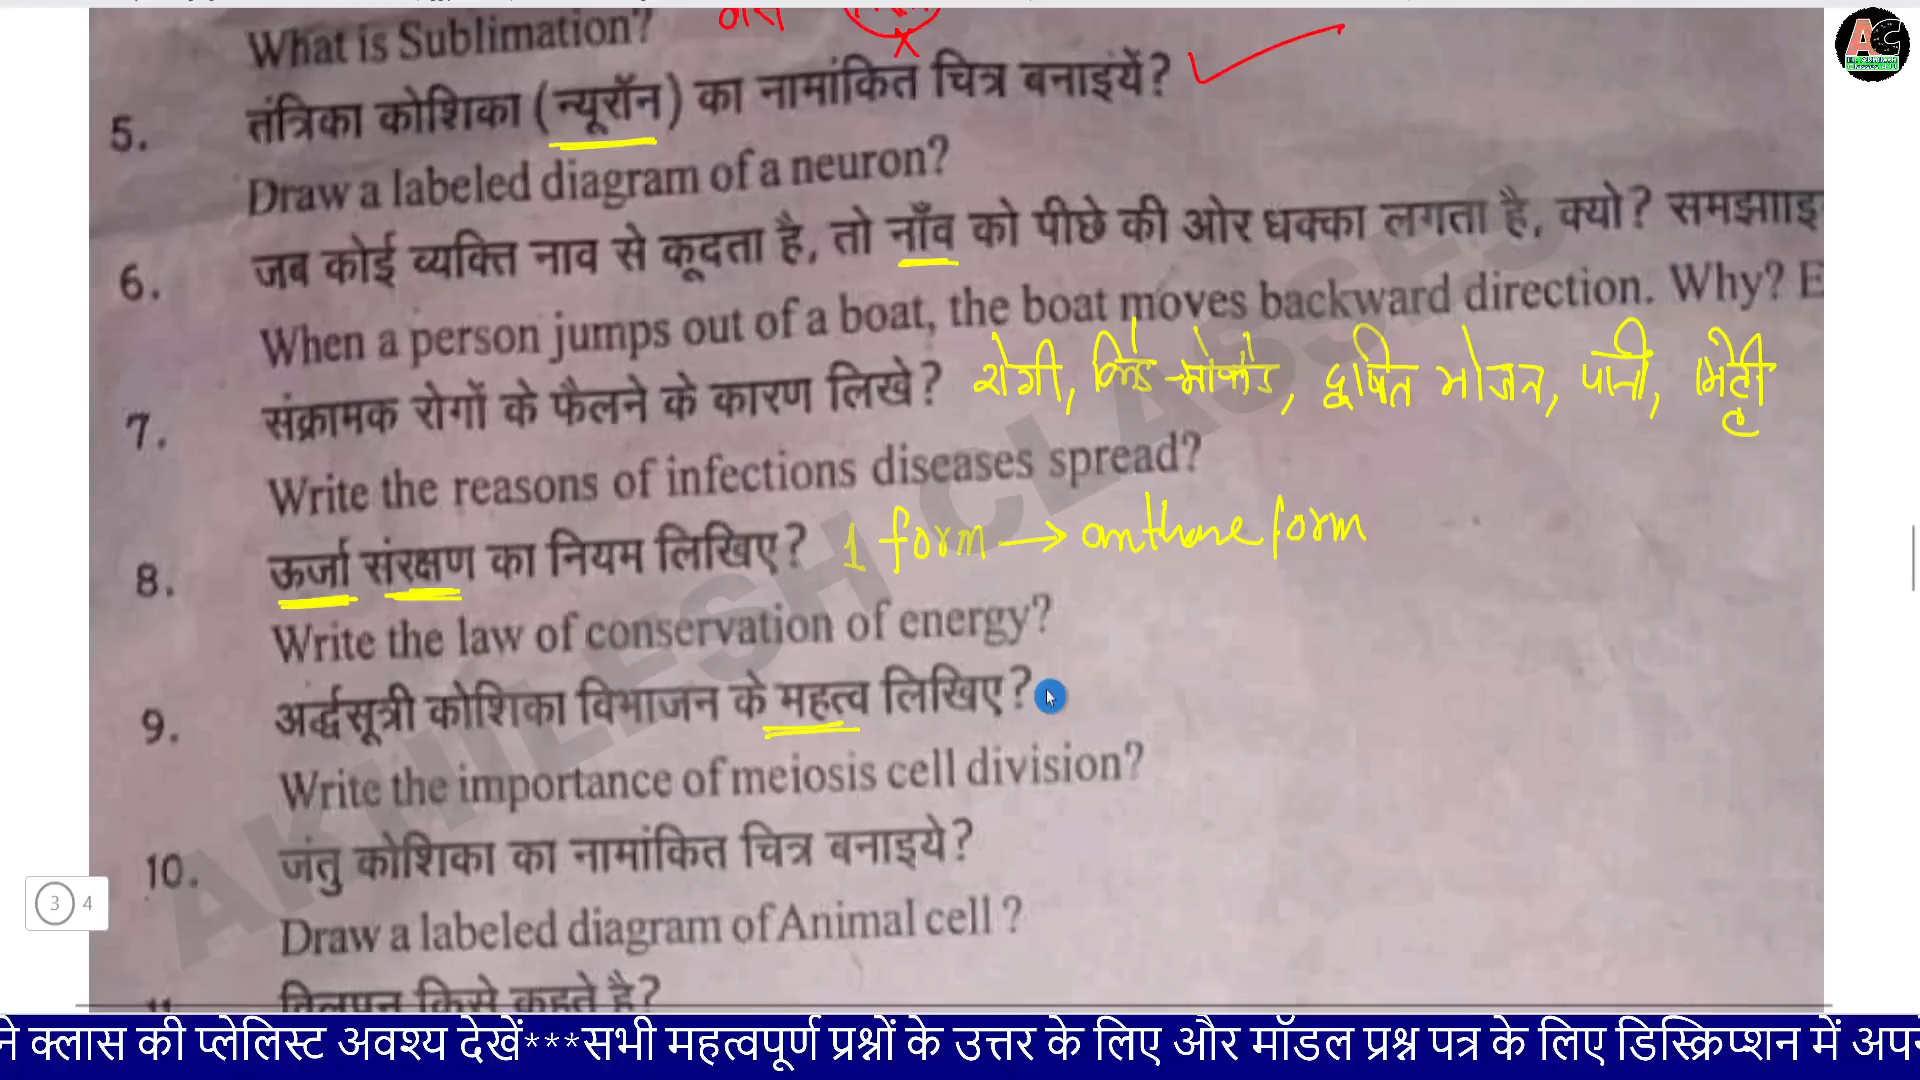 What is Sublimation?
5. तंत्रिका कोशिका (न्यूरॉन) का नामांकित चित्र बनाइंयें?
Draw a labeled diagram of a neuron?
6. जब कोई व्यक्ति नाव से कूदता है, तो नाँव को पीछे की ओर धक्का लगता है, क्यो? समझााइ
When a person jumps out of a boat, the boat moves backward direction. Why? E
7. संक्रामक रोगों के फैलने के कारण लिखे? रोगी, दूषित भोजन, पानी, मिट्टी
Write the reasons of infections diseases spread?
8. ऊर्जा संरक्षण का नियम लिखिए? 1 form → form
Write the law of conservation of energy?
9. अर्द्धसूत्री कोशिका विभाजन के महत्व लिखिए?
Write the importance of meiosis cell division?
10. जंतु कोशिका का नामांकित चित्र बनाइये?
Draw a labeled diagram of Animal cell ?
किसे कहते है?
AKHILESH CLASSES
AC
3 4
ने क्लास की प्लेलिस्ट अवश्य देखें***सभी महत्वपूर्ण प्रश्नों के उत्तर के लिए और मॉडल प्रश्न पत्र के लिए डिस्क्रिप्शन में अप